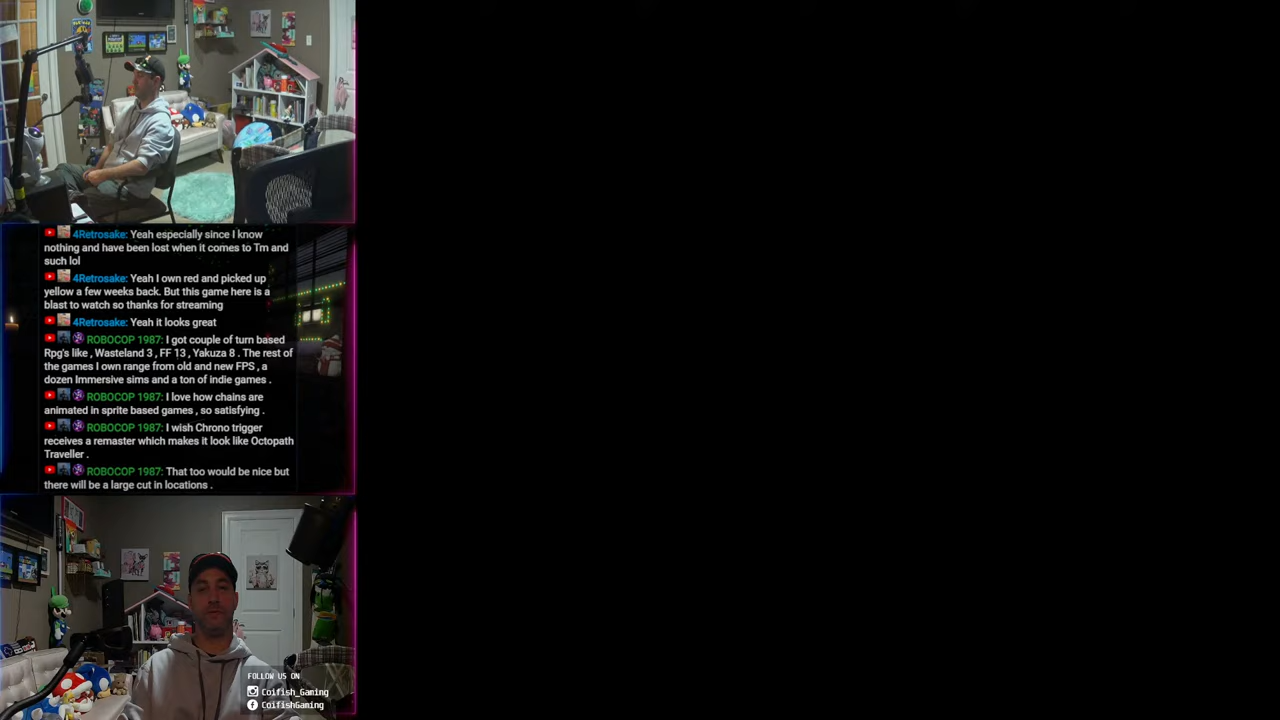 4Retrosake: Yeah especially since I know
nothing and have been lost when it comes to Tm and
such lol
4Retrosake: Yeah I own red and picked up
yellow a few weeks back. But this game here is a
blast to watch so thanks for streaming
4Retrosake: Yeah it looks great
ROBOCOP 1987: I got couple of turn based
Rpg's like , Wasteland 3 , FF 13 , Yakuza 8 . The rest of
the games I own range from old and new FPS , a
dozen Immersive sims and a ton of indie games .
ROBOCOP 1987: I love how chains are
animated in sprite based games , so satisfying .
ROBOCOP 1987: I wish Chrono trigger
receives a remaster which makes it look like Octopath
Traveller .
ROBOCOP 1987: That too would be nice but
there will be a large cut in locations .
FOLLOW US ON
Coifish_Gaming
CoifishGaming